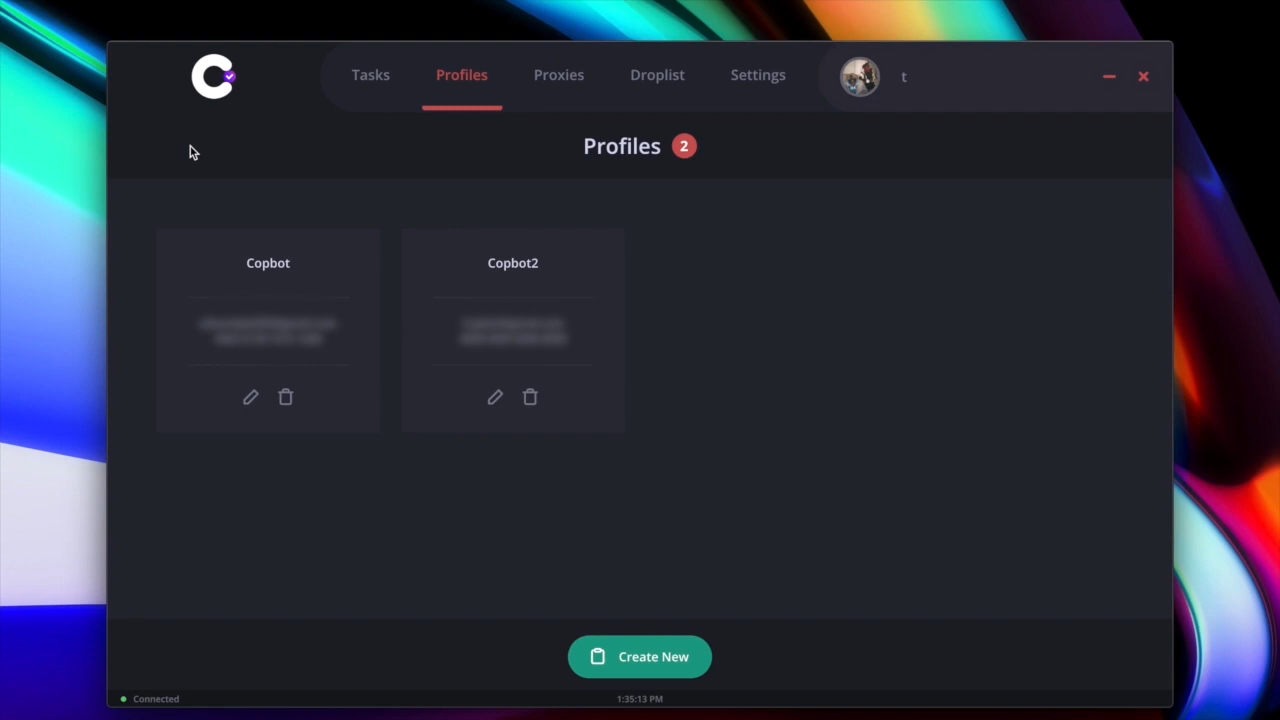 Tasks
Profiles
Proxies
Droplist
Settings
t
Profiles 2
Copbot
Copbot2
Create New
Connected
1:35:13 PM